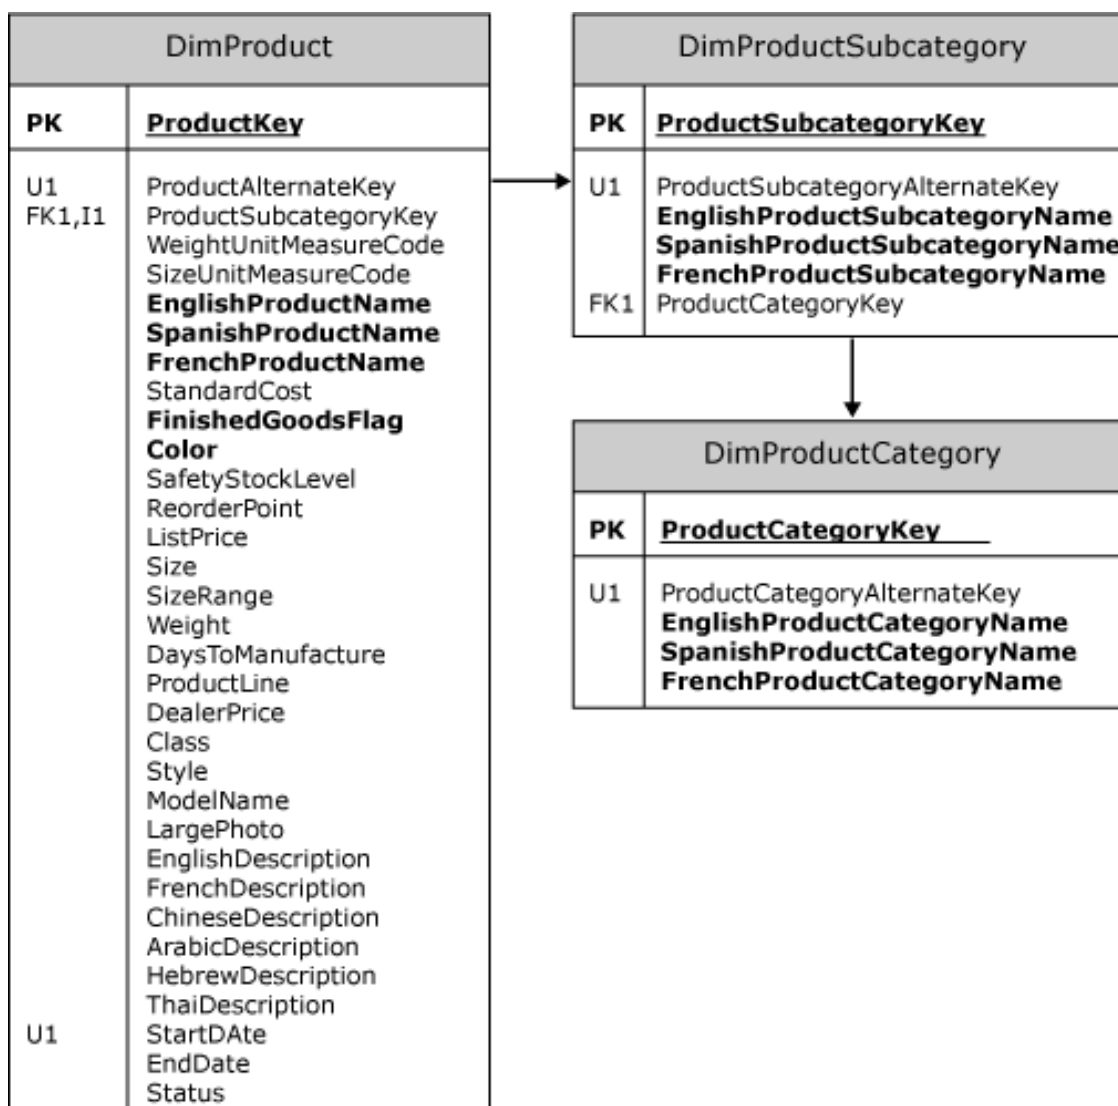 DimProduct
PK ProductKey
U1 ProductAlternateKey
FK1,I1 ProductSubcategoryKey
WeightUnitMeasureCode
SizeUnitMeasureCode
EnglishProductName
SpanishProductName
FrenchProductName
StandardCost
FinishedGoodsFlag
Color
SafetyStockLevel
ReorderPoint
ListPrice
Size
SizeRange
Weight
DaysToManufacture
ProductLine
DealerPrice
Class
Style
ModelName
LargePhoto
EnglishDescription
FrenchDescription
ChineseDescription
ArabicDescription
HebrewDescription
ThaiDescription
U1 StartDAte
EndDate
Status
DimProductSubcategory
PK ProductSubcategoryKey
U1 ProductSubcategoryAlternateKey
EnglishProductSubcategoryName
SpanishProductSubcategoryName
FrenchProductSubcategoryName
FK1 ProductCategoryKey
DimProductCategory
PK ProductCategoryKey
U1 ProductCategoryAlternateKey
EnglishProductCategoryName
SpanishProductCategoryName
FrenchProductCategoryName